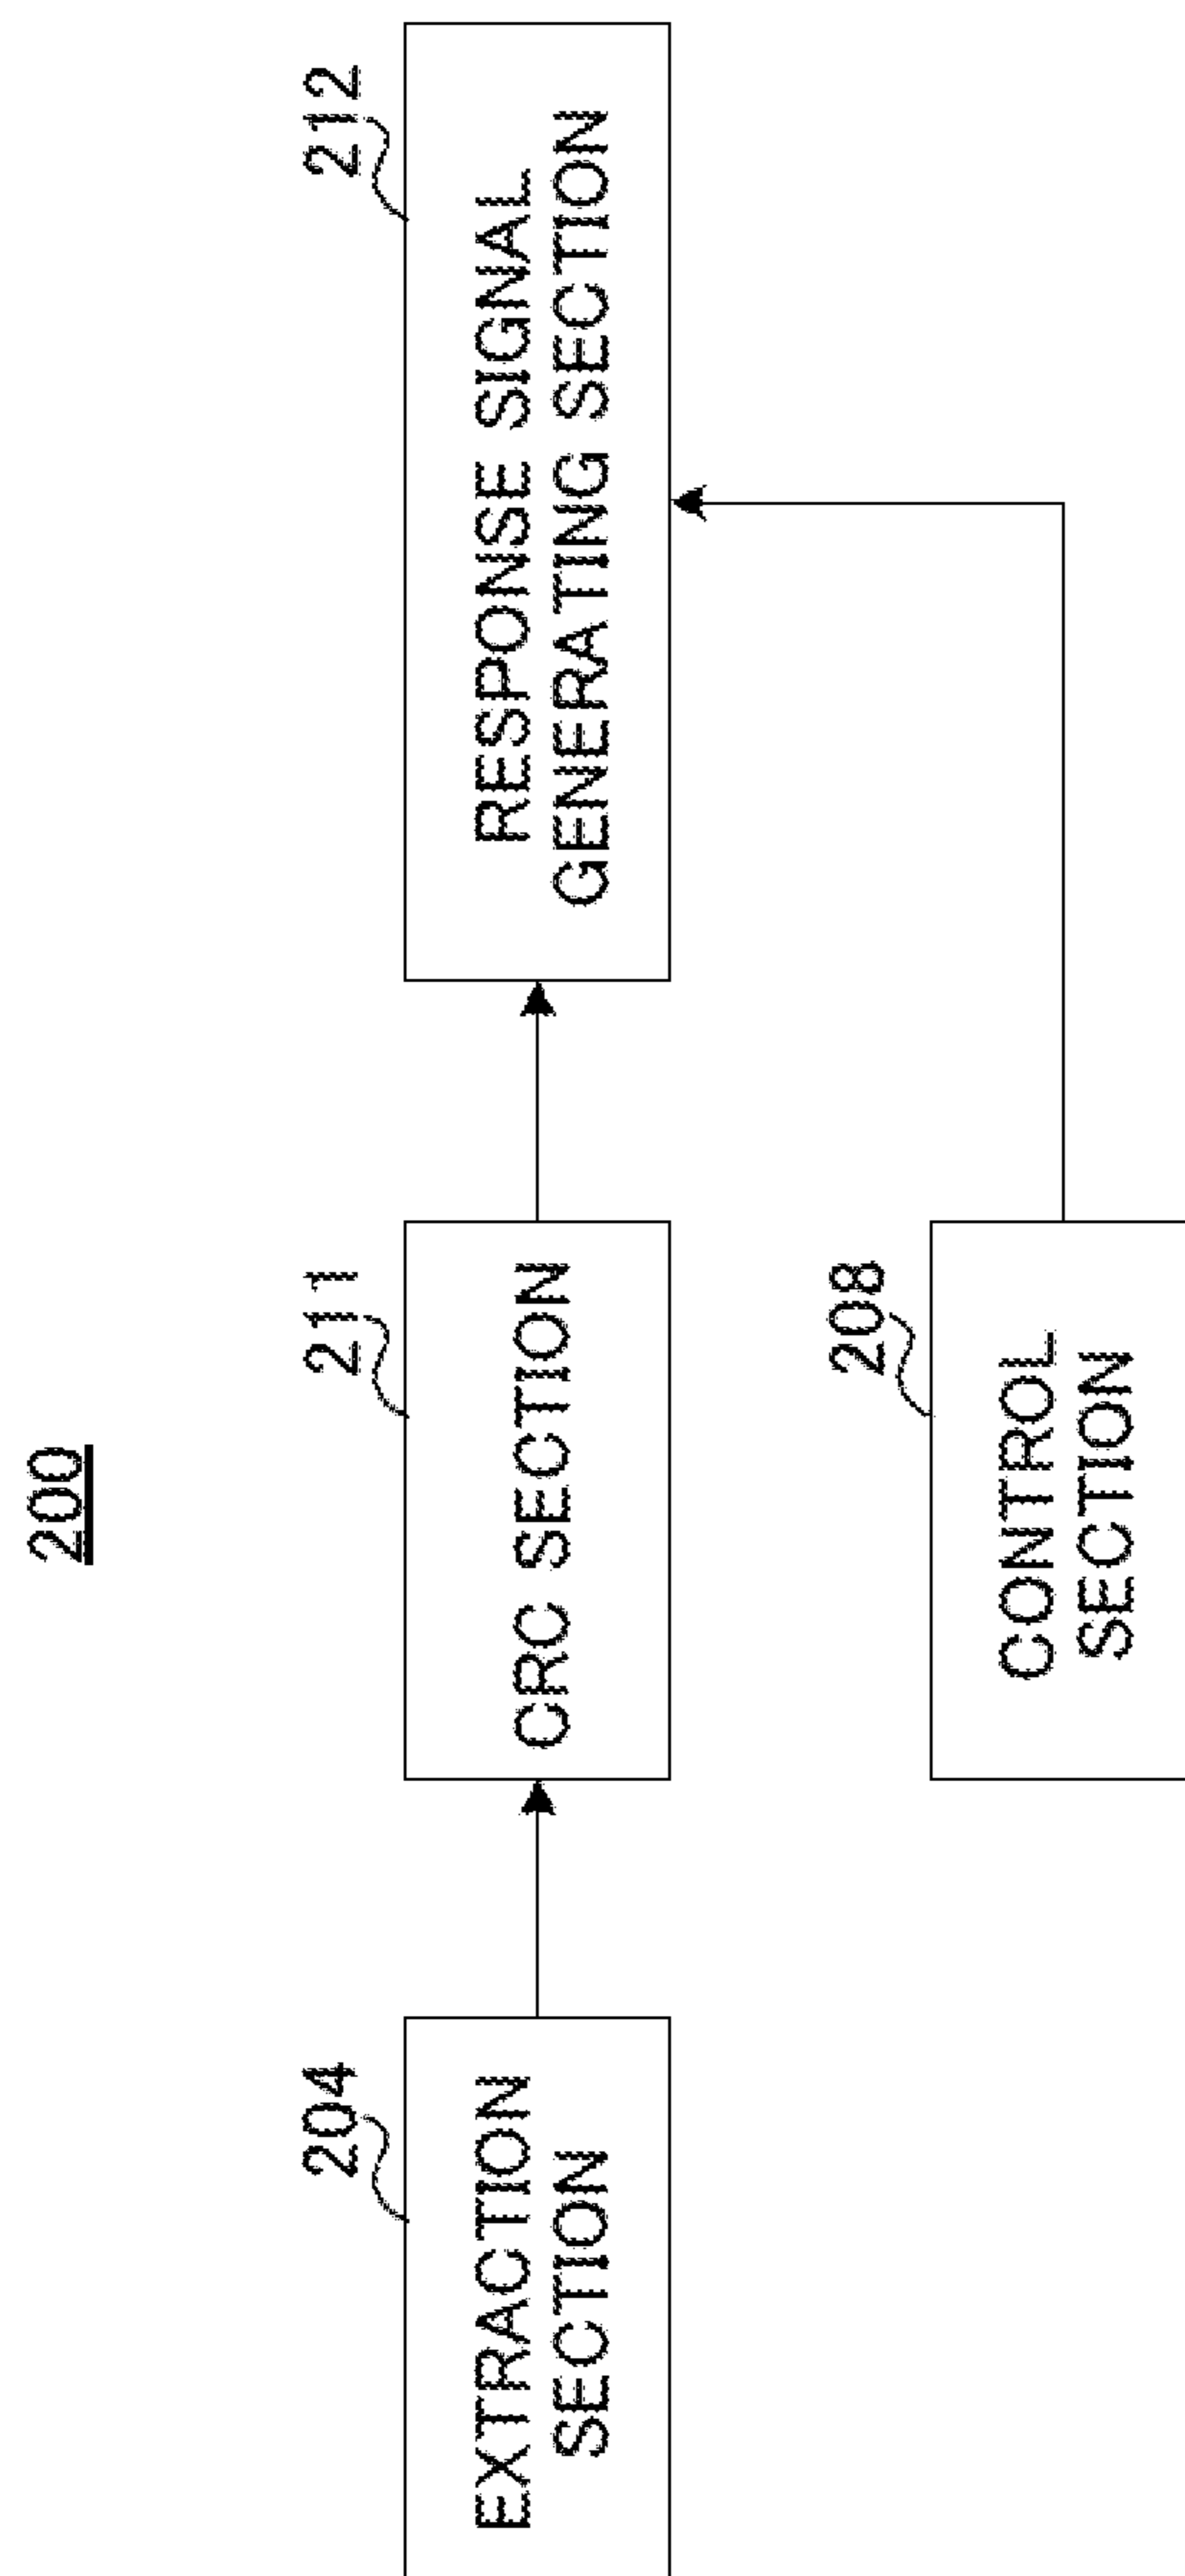 200
204
EXTRACTION
SECTION
211
CRC SECTION
212
RESPONSE SIGNAL
GENERATING SECTION
208
CONTROL
SECTION